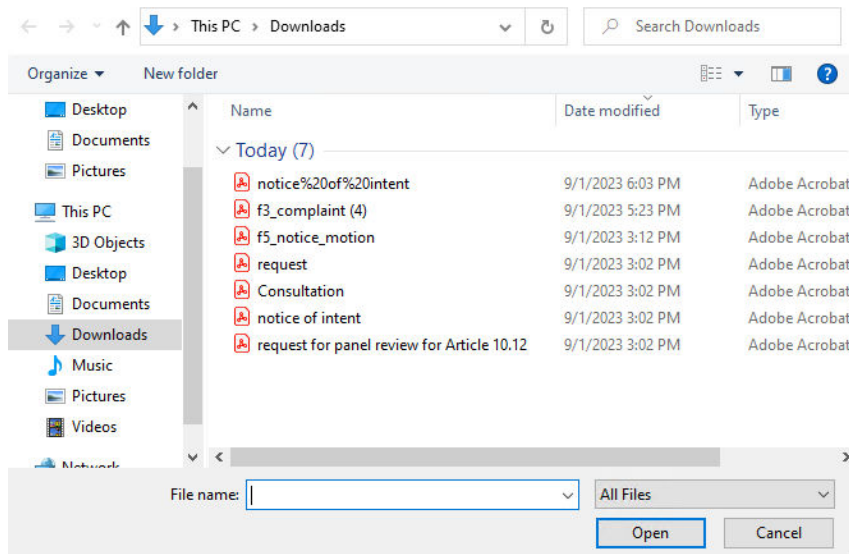 This PC > Downloads
Search Downloads
Organize
New folder
?
Desktop
Documents
Pictures
This PC
3D Objects
Desktop
Documents
Downloads
Music
Pictures
Videos
Network
Name Date modified Type
Today (7)
notice%20of%20intent 9/1/2023 6:03 PM Adobe Acrobat
f3_complaint (4) 9/1/2023 5:23 PM Adobe Acrobat
f5_notice_motion 9/1/2023 3:12 PM Adobe Acrobat
request 9/1/2023 3:02 PM Adobe Acrobat
Consultation 9/1/2023 3:02 PM Adobe Acrobat
notice of intent 9/1/2023 3:02 PM Adobe Acrobat
request for panel review for Article 10.12 9/1/2023 3:02 PM Adobe Acrobat
File name:
All Files
Open
Cancel